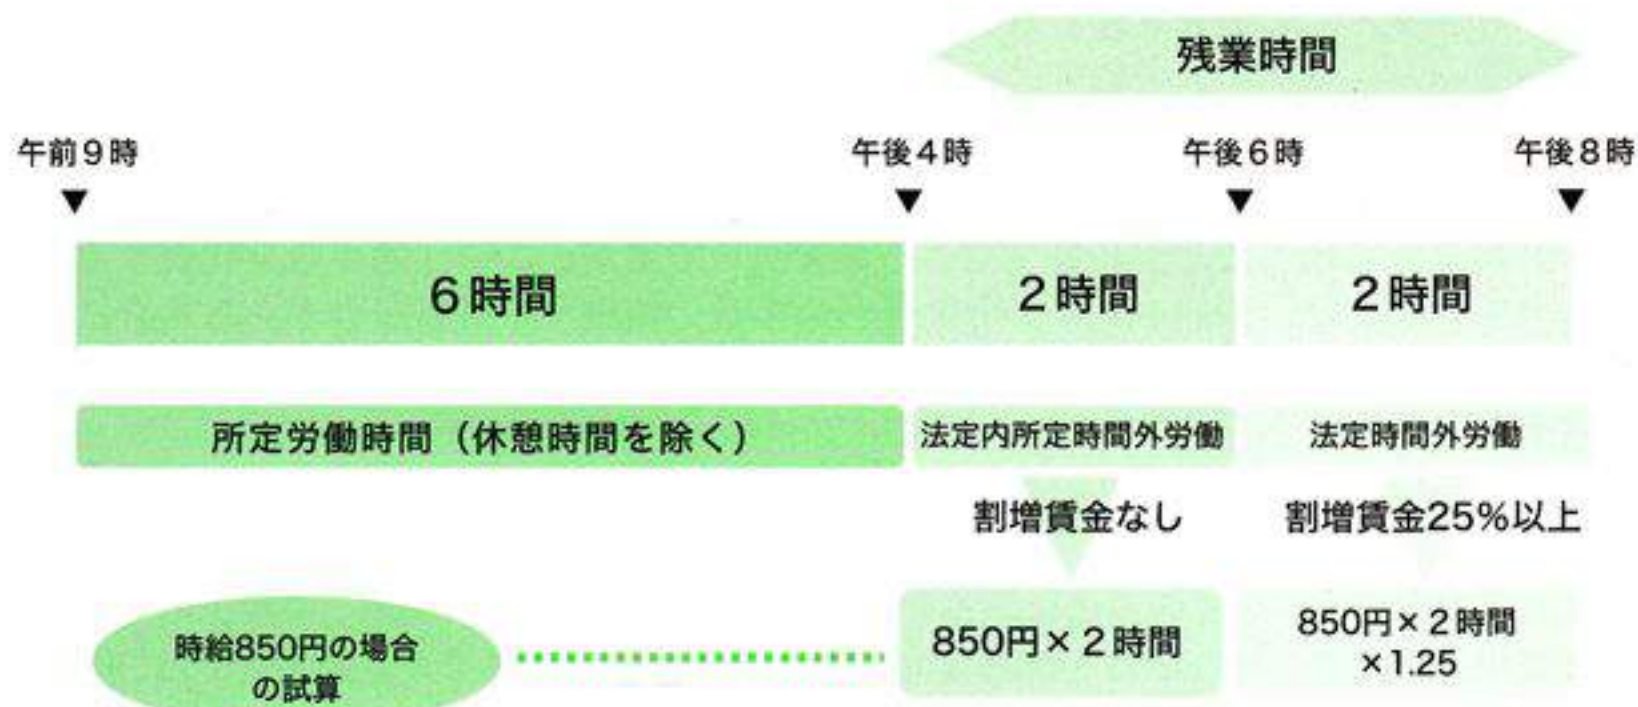 残業時間
午前9時
午後4時
午後6時
午後8時
6時間
2時間
2時間
所定労働時間(休憩時間を除く)
法定内所定時間外労働
法定時間外労働
割増賃金なし
割増賃金25%以上
時給850円の場合
の試算
850円×2時間
850円×2時間
×1.25